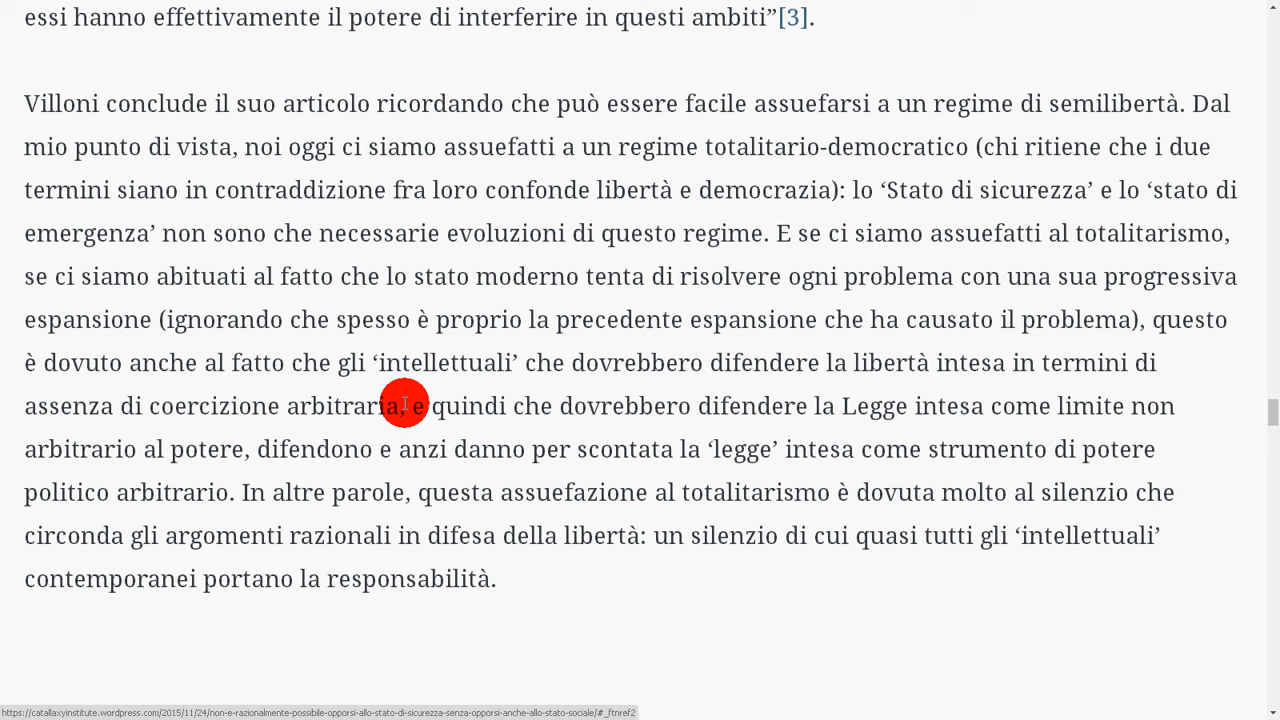 essi hanno effettivamente il potere di interferire in questi ambiti”[3].
Villoni conclude il suo articolo ricordando che può essere facile assuefarsi a un regime di semilibertà. Dal
mio punto di vista, noi oggi ci siamo assuefatti a un regime totalitario-democratico (chi ritiene che i due
termini siano in contraddizione fra loro confonde libertà e democrazia): lo ‘Stato di sicurezza’ e lo ‘stato di
emergenza’ non sono che necessarie evoluzioni di questo regime. E se ci siamo assuefatti al totalitarismo,
se ci siamo abituati al fatto che lo stato moderno tenta di risolvere ogni problema con una sua progressiva
espansione (ignorando che spesso è proprio la precedente espansione che ha causato il problema), questo
è dovuto anche al fatto che gli ‘intellettuali’ che dovrebbero difendere la libertà intesa in termini di
assenza di coercizione arbitraria, e quindi che dovrebbero difendere la Legge intesa come limite non
arbitrario al potere, difendono e anzi danno per scontata la ‘legge’ intesa come strumento di potere
politico arbitrario. In altre parole, questa assuefazione al totalitarismo è dovuta molto al silenzio che
circonda gli argomenti razionali in difesa della libertà: un silenzio di cui quasi tutti gli ‘intellettuali’
contemporanei portano la responsabilità.
https://catallaxyinstitute.wordpress.com/2015/11/24/non-e-razionalmente-possibile-opporsi-allo-stato-di-sicurezza-senza-opporsi-anche-allo-stato-sociale/#_ftnref2